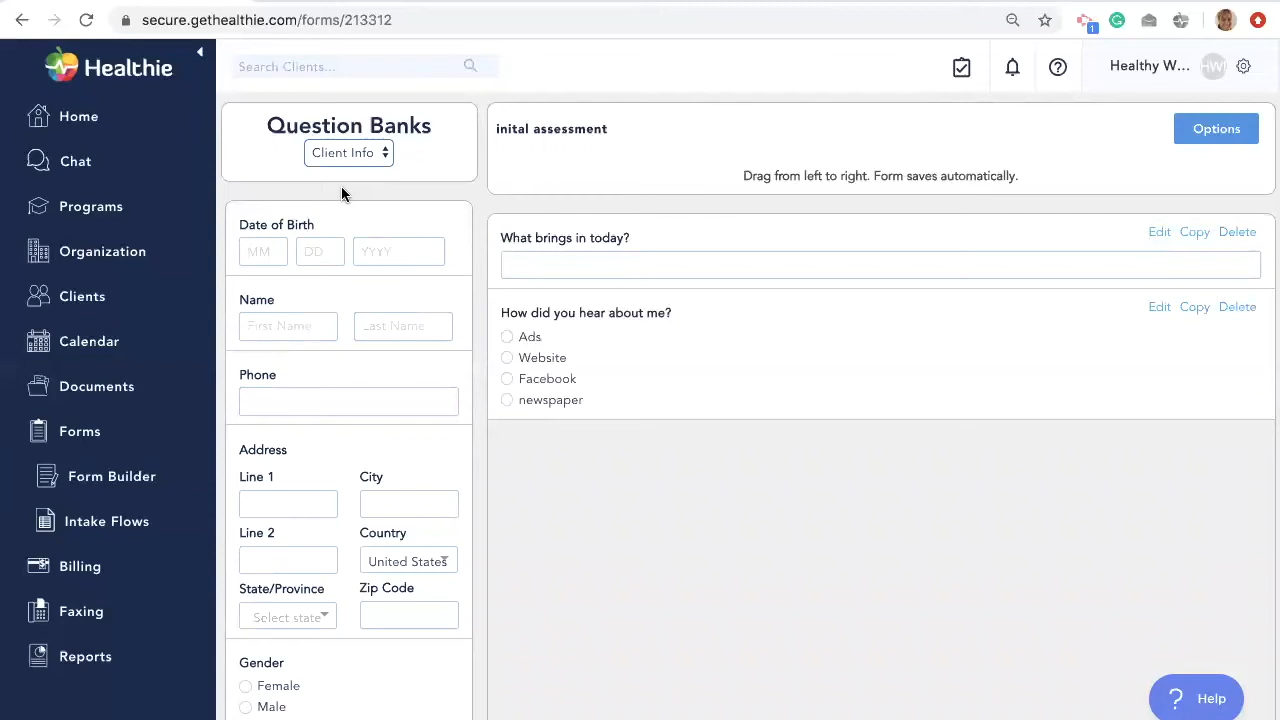 secure.gethealthie.com/forms/213312
1
Healthie
Search Clients...
Healthy W...
HW
Home
Chat
Programs
Organization
Clients
Calendar
Documents
Forms
Form Builder
Intake Flows
Billing
Faxing
Reports
Question Banks
Client Info
Date of Birth
MM DD YYYY
Name
First Name Last Name
Phone
Address
Line 1 City
Line 2 Country
United States
State/Province Zip Code
Select state
Gender
Female
Male
inital assessment
Options
Drag from left to right. Form saves automatically.
What brings in today?
Edit Copy Delete
How did you hear about me?
Edit Copy Delete
Ads
Website
Facebook
newspaper
? Help